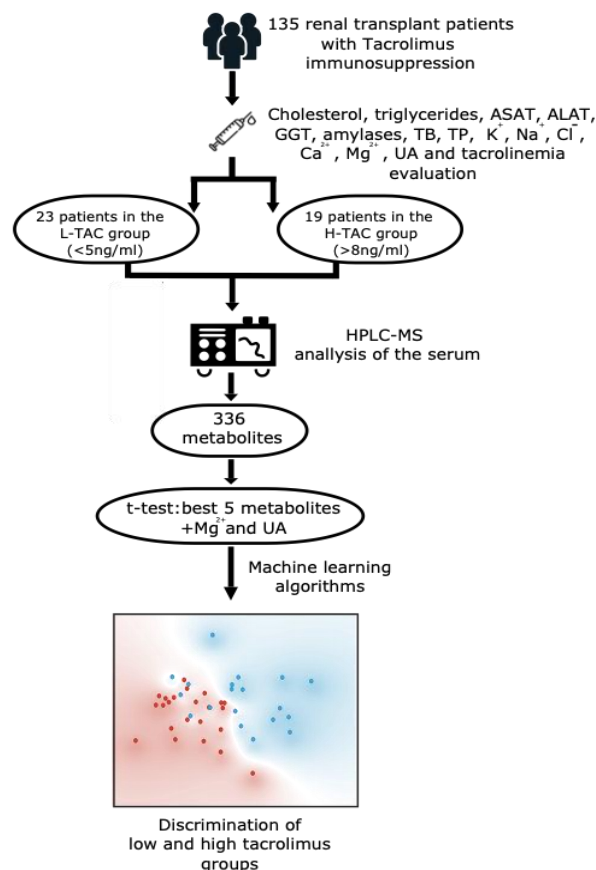 135 renal transplant patients
with Tacrolimus
immunosuppression
Cholesterol, triglycerides, ASAT, ALAT,
GGT, amylases, TB, TP, K⁺, Na⁺, Cl⁻,
Ca²⁺, Mg²⁺, UA and tacrolinemia
evaluation
23 patients in the
L-TAC group
(<5ng/ml)
19 patients in the
H-TAC group
(>8ng/ml)
HPLC-MS
anallysis of the serum
336
metabolites
t-test:best 5 metabolites
+Mg²⁺and UA
Machine learning
algorithms
Discrimination of
low and high tacrolimus
groups